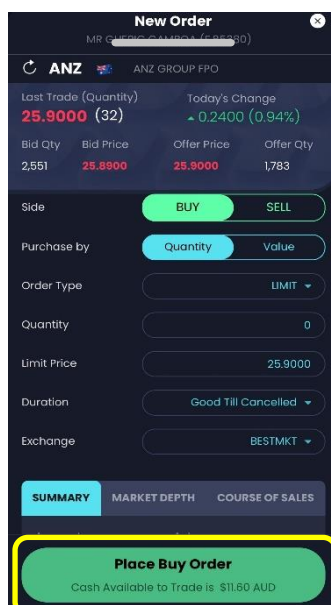 New Order
MR
ANZ ANZ GROUP FPO
Last Trade (Quantity) Today's Change
25.9000 (32) 0.2400 (0.94%)
Bid Qty Bid Price Offer Price Offer Qty
2,551 25.8900 25.9000 1,783
Side BUY SELL
Purchase by Quantity Value
Order Type LIMIT
Quantity 0
Limit Price 25.9000
Duration Good Till Cancelled
Exchange BESTMKT
SUMMARY MARKET DEPTH COURSE OF SALES
Place Buy Order
Cash Available to Trade is $11.60 AUD